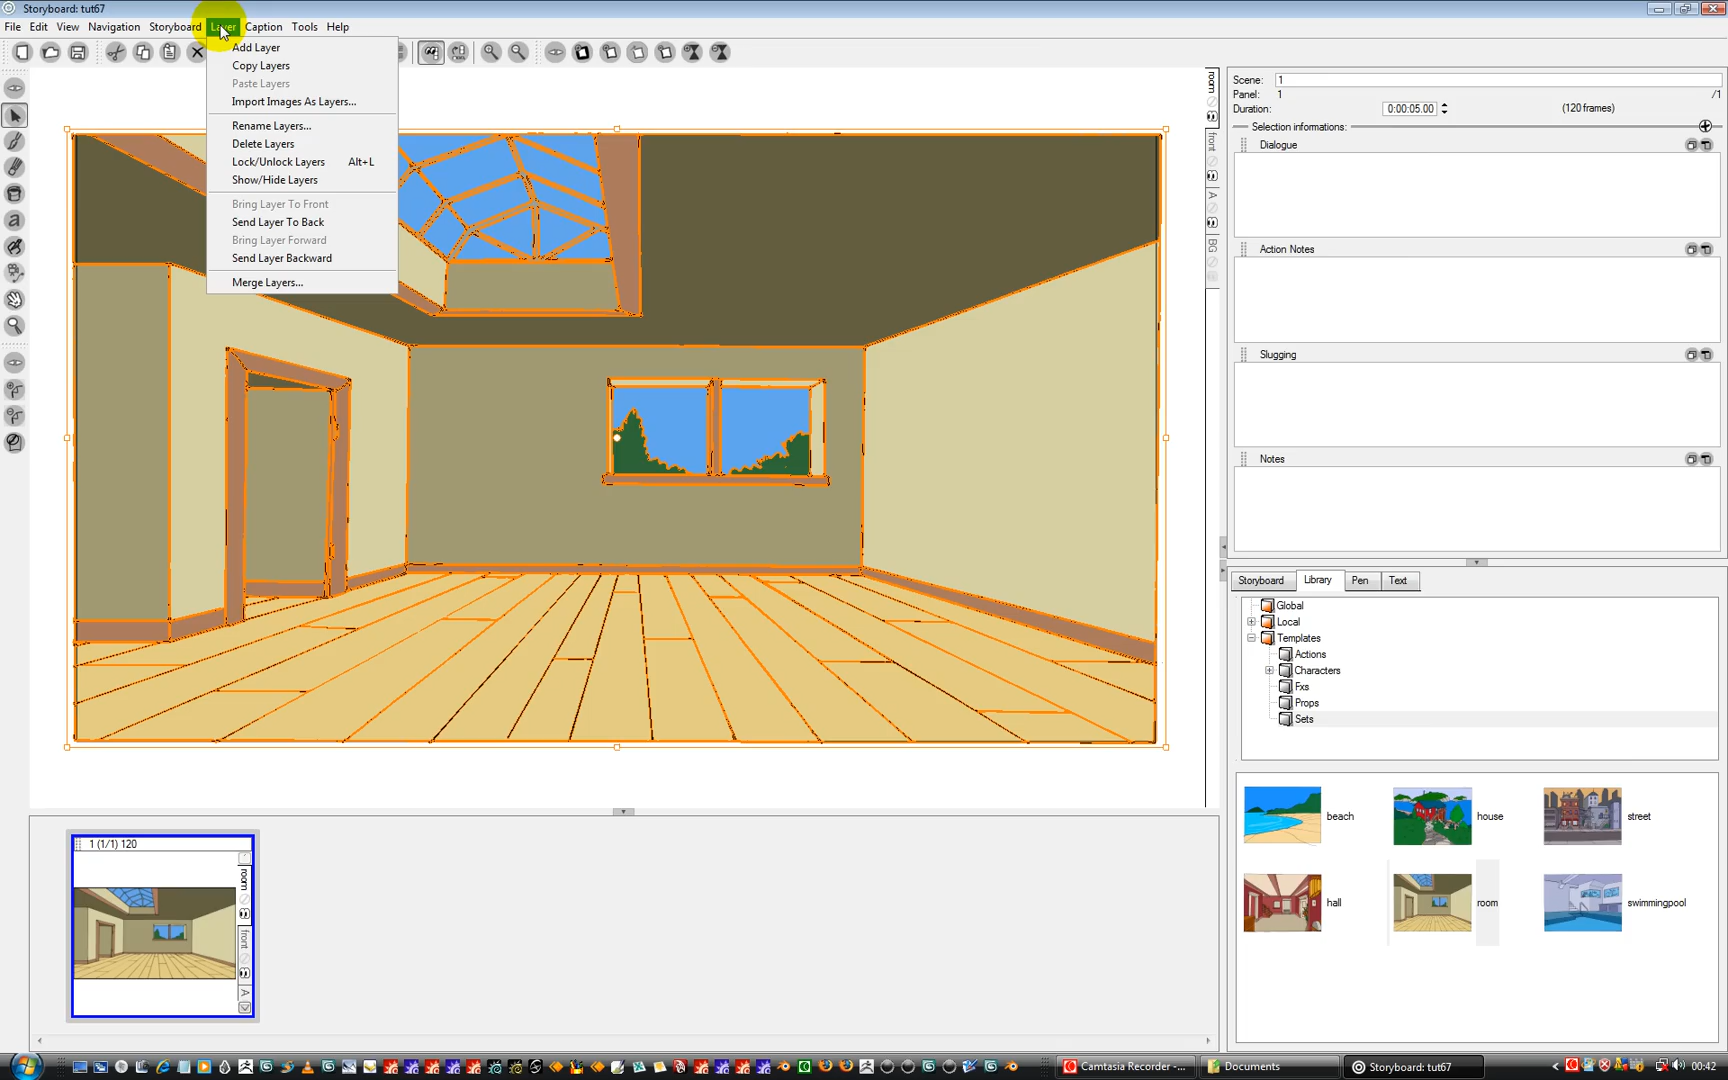 Storyboard: tut67
File Edit View Navigation Storyboard Layer Caption Tools Help
Add Layer
Copy Layers
Paste Layers
Import Images As Layers...
Rename Layers...
Delete Layers
Lock/Unlock Layers Alt+L
Show/Hide Layers
Bring Layer To Front
Send Layer To Back
Bring Layer Forward
Send Layer Backward
Merge Layers...
room
front
A
BG
Scene: 1
Panel: 1 /1
Duration: 0:00:05.00 (120 frames)
Selection informations:
Dialogue
Action Notes
Slugging
Notes
Storyboard Library Pen Text
Global
Local
Templates
Actions
Characters
Fxs
Props
Sets
beach house street
hall room swimmingpool
1 (1/1) 120
room
front
A
Camtasia Recorder -... Documents Storyboard: tut67 00:42